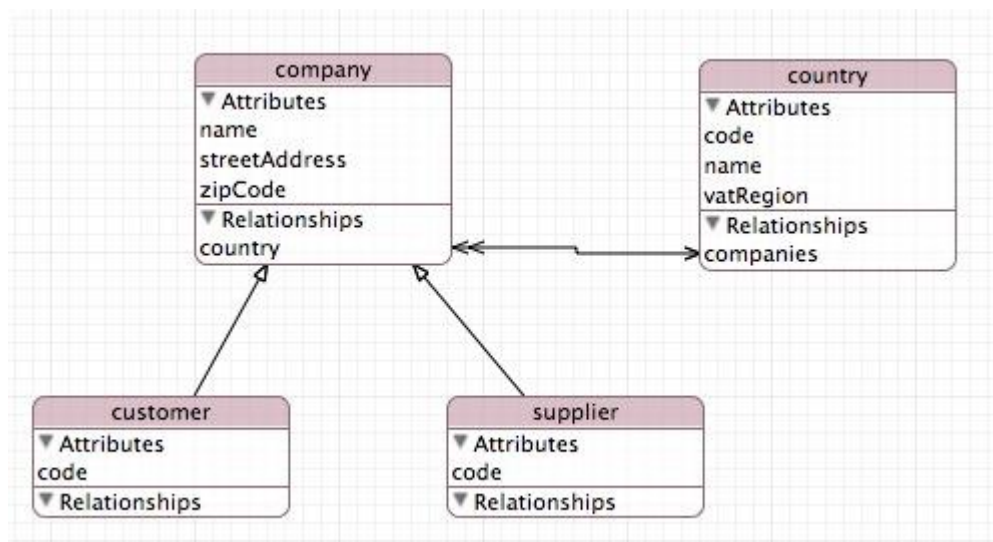 company
Attributes
name
streetAddress
zipCode
Relationships
country
country
Attributes
code
name
vatRegion
Relationships
companies
customer
Attributes
code
Relationships
supplier
Attributes
code
Relationships